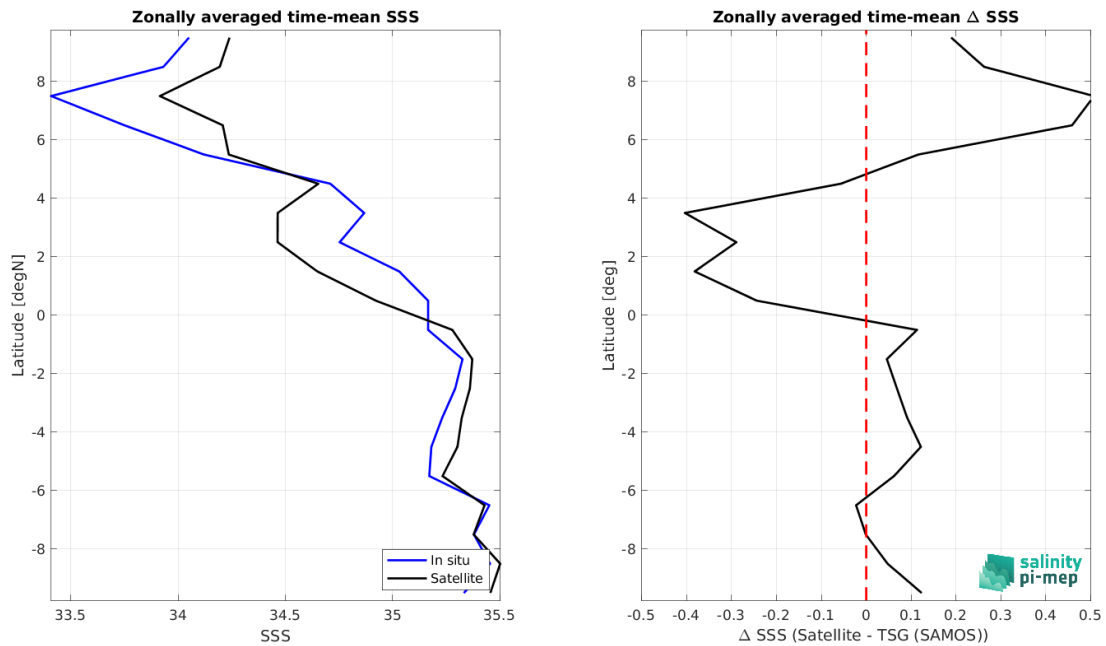 Zonally averaged time-mean SSS
8
6
4
2
0
-2
-4
-6
-8
Latitude [degN]
33.5 34 34.5 35 35.5
SSS
In situ
Satellite
Zonally averaged time-mean Δ SSS
8
6
4
2
0
-2
-4
-6
-8
Latitude [deg]
-0.5 -0.4 -0.3 -0.2 -0.1 0 0.1 0.2 0.3 0.4 0.5
Δ SSS (Satellite - TSG (SAMOS))
salinity
pi-mep